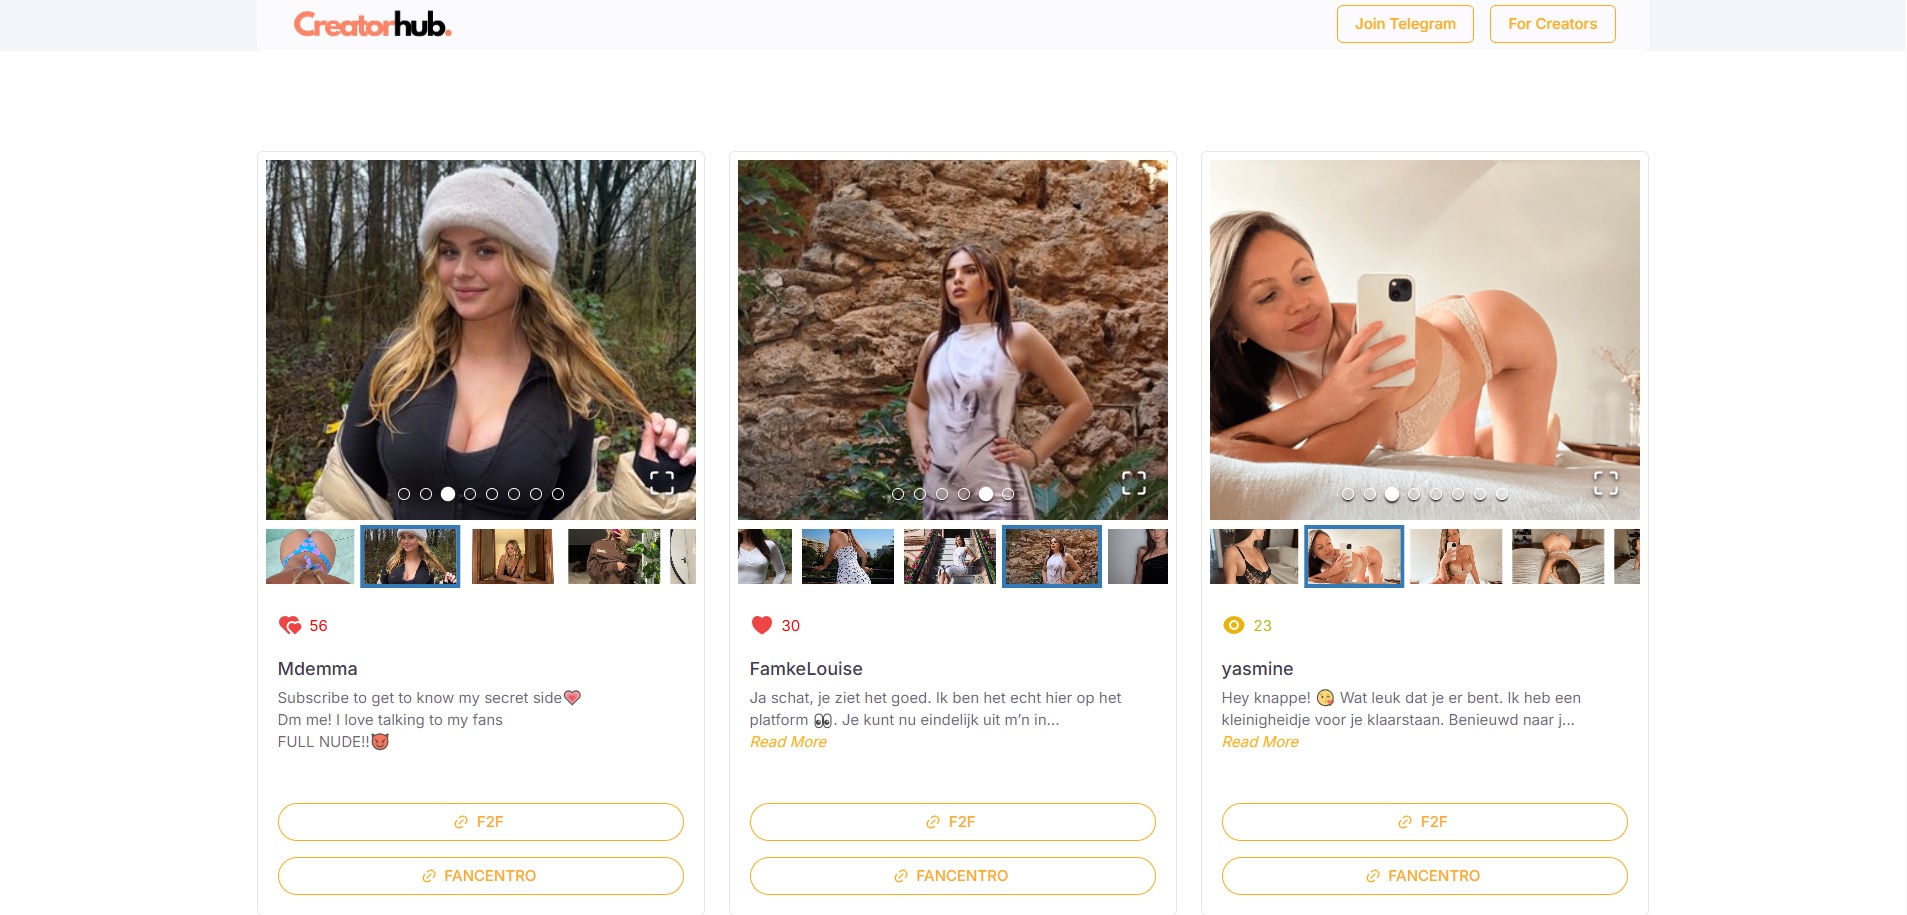 Creatorhub.
Join Telegram
For Creators
56
Mdemma
Subscribe to get to know my secret side💗
Dm me! I love talking to my fans
FULL NUDE!!😈
F2F
FANCENTRO
30
FamkeLouise
Ja schat, je ziet het goed. Ik ben het echt hier op het
platform 👀. Je kunt nu eindelijk uit m’n in...
Read More
F2F
FANCENTRO
23
yasmine
Hey knappe! 😘 Wat leuk dat je er bent. Ik heb een
kleinigheidje voor je klaarstaan. Benieuwd naar j...
Read More
F2F
FANCENTRO